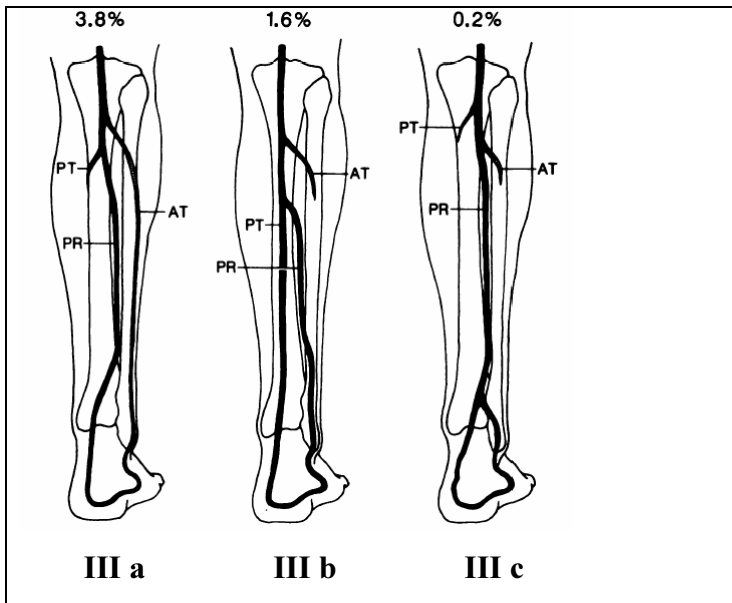 3.8% 1.6% 0.2%
PT AT PR
AT PT PR
PT AT PR
III a III b III c